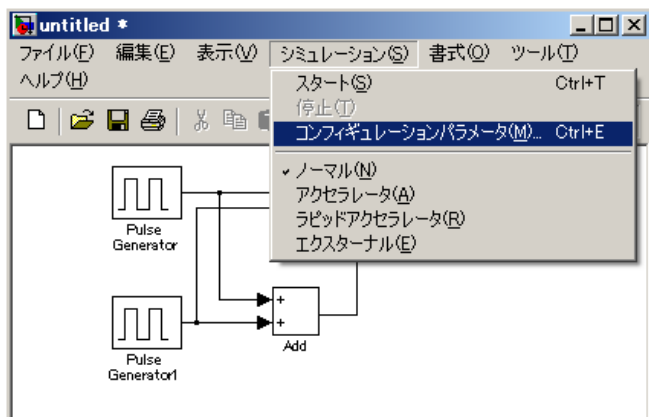 untitled *
ファイル(F) 編集(E) 表示(V) シミュレーション(S) 書式(O) ツール(T)
ヘルプ(H)
スタート(S) Ctrl+T
停止(T)
コンフィギュレーションパラメータ(M)... Ctrl+E
ノーマル(N)
アクセラレータ(A)
ラピッドアクセラレータ(R)
エクスターナル(E)
Pulse
Generator
+
+
Add
Pulse
Generator1